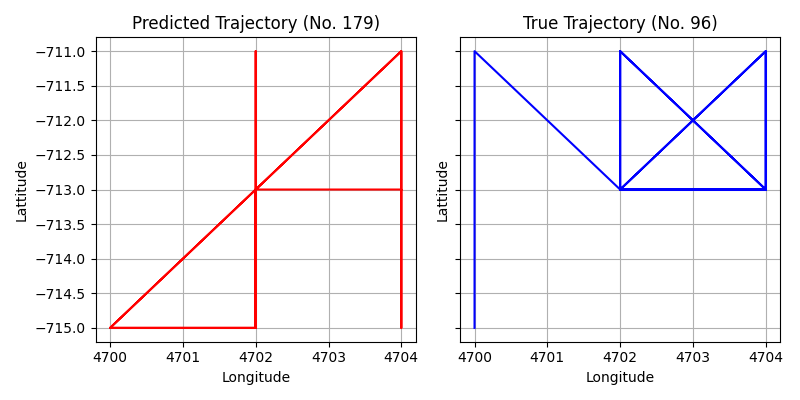 Predicted Trajectory (No. 179)
True Trajectory (No. 96)
−711.0
−711.5
−712.0
−712.5
−713.0
−713.5
−714.0
−714.5
−715.0
Lattitude
Lattitude
4700 4701 4702 4703 4704
4700 4701 4702 4703 4704
Longitude
Longitude